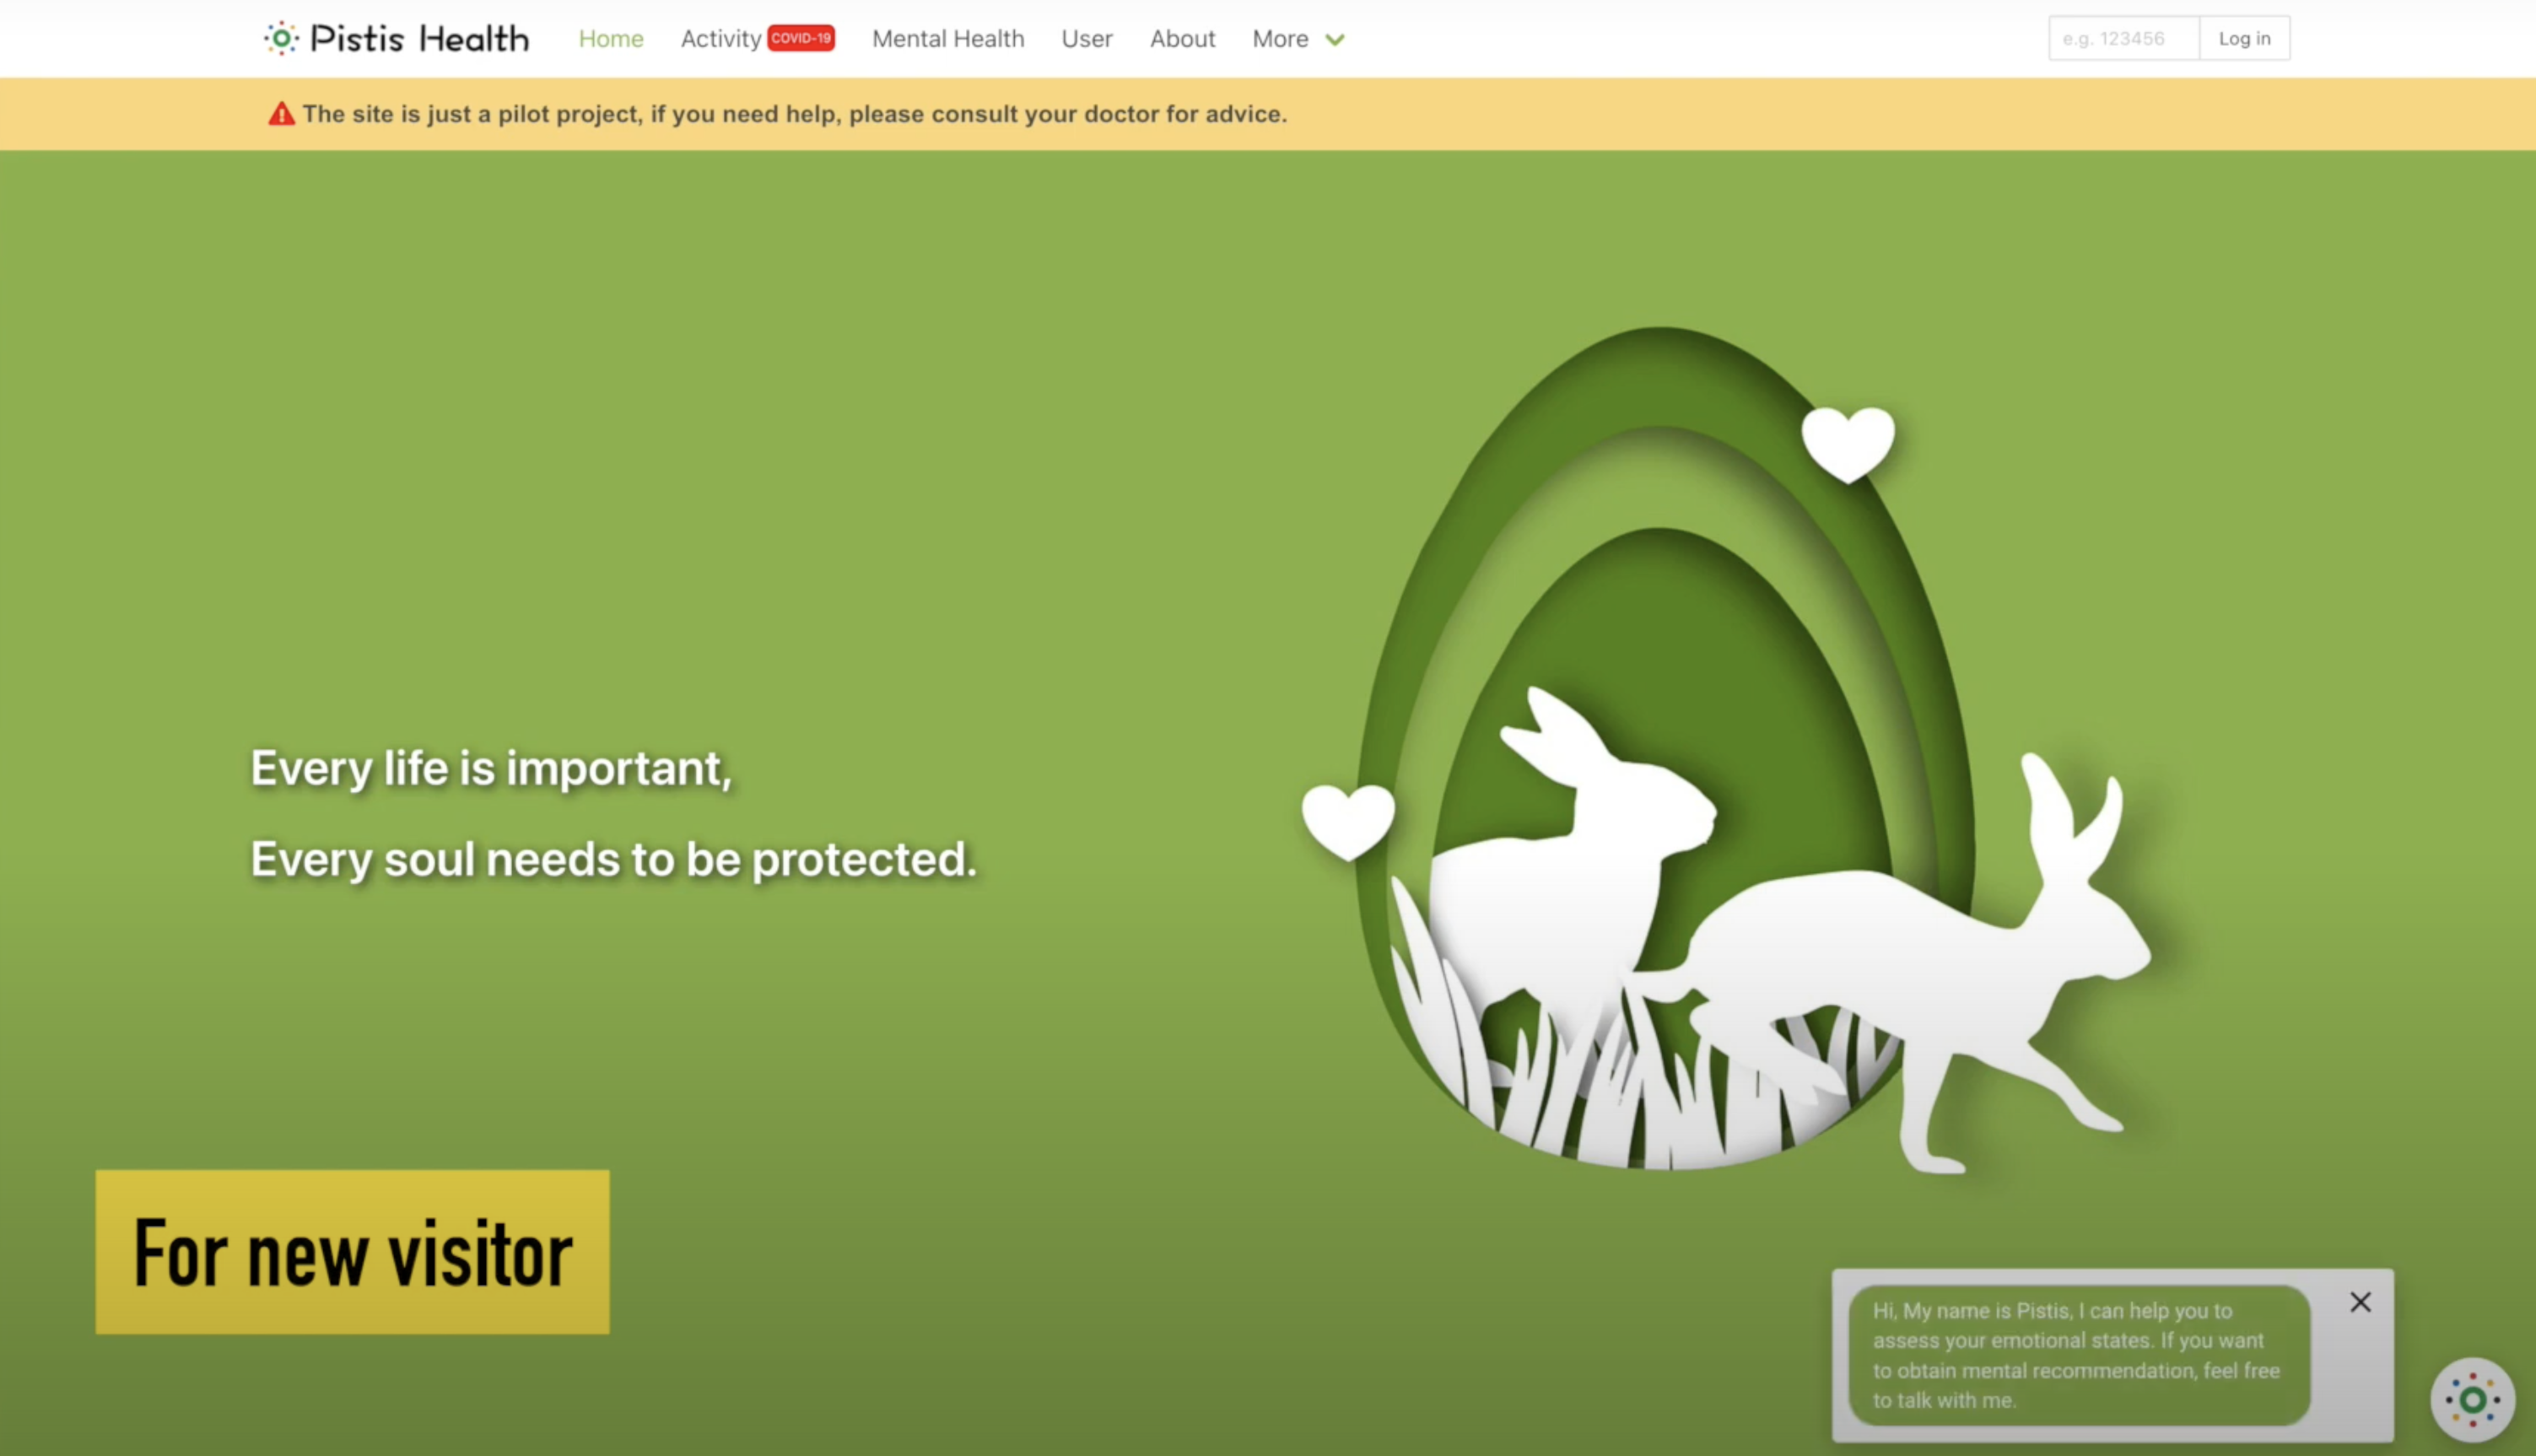 Pistis Health Home Activity COVID-19 Mental Health User About More e.g. 123456 Log in
The site is just a pilot project, if you need help, please consult your doctor for advice.
Every life is important,
Every soul needs to be protected.
For new visitor
Hi, My name is Pistis, I can help you to
assess your emotional states. If you want
to obtain mental recommendation, feel free
to talk with me.